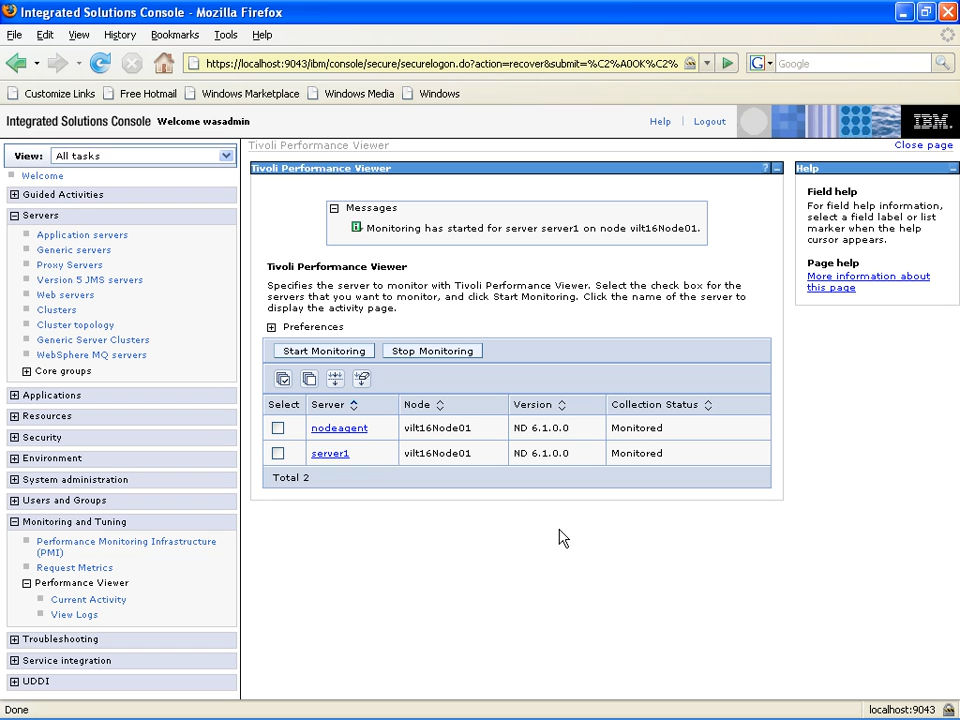 Integrated Solutions Console - Mozilla Firefox
File Edit View History Bookmarks Tools Help
https://localhost:9043/ibm/console/secure/securelogon.do?action=recover&submit=%C2%A0OK%C2%
Google
Customize Links Free Hotmail Windows Marketplace Windows Media Windows
Integrated Solutions Console Welcome wasadmin
Help | Logout
IBM.
View: All tasks
Welcome
Guided Activities
Servers
Application servers
Generic servers
Proxy Servers
Version 5 JMS servers
Web servers
Clusters
Cluster topology
Generic Server Clusters
WebSphere MQ servers
Core groups
Applications
Resources
Security
Environment
System administration
Users and Groups
Monitoring and Tuning
Performance Monitoring Infrastructure
(PMI)
Request Metrics
Performance Viewer
Current Activity
View Logs
Troubleshooting
Service integration
UDDI
Tivoli Performance Viewer
Close page
Tivoli Performance Viewer
? _
Messages
Monitoring has started for server server1 on node vilt16Node01.
Tivoli Performance Viewer
Specifies the server to monitor with Tivoli Performance Viewer. Select the check box for the
servers that you want to monitor, and click Start Monitoring. Click the name of the server to
display the activity page.
Preferences
Start Monitoring Stop Monitoring
Select Server Node Version Collection Status
nodeagent vilt16Node01 ND 6.1.0.0 Monitored
server1 vilt16Node01 ND 6.1.0.0 Monitored
Total 2
Help
Field help
For field help information,
select a field label or list
marker when the help
cursor appears.
Page help
More information about
this page
Done
localhost:9043